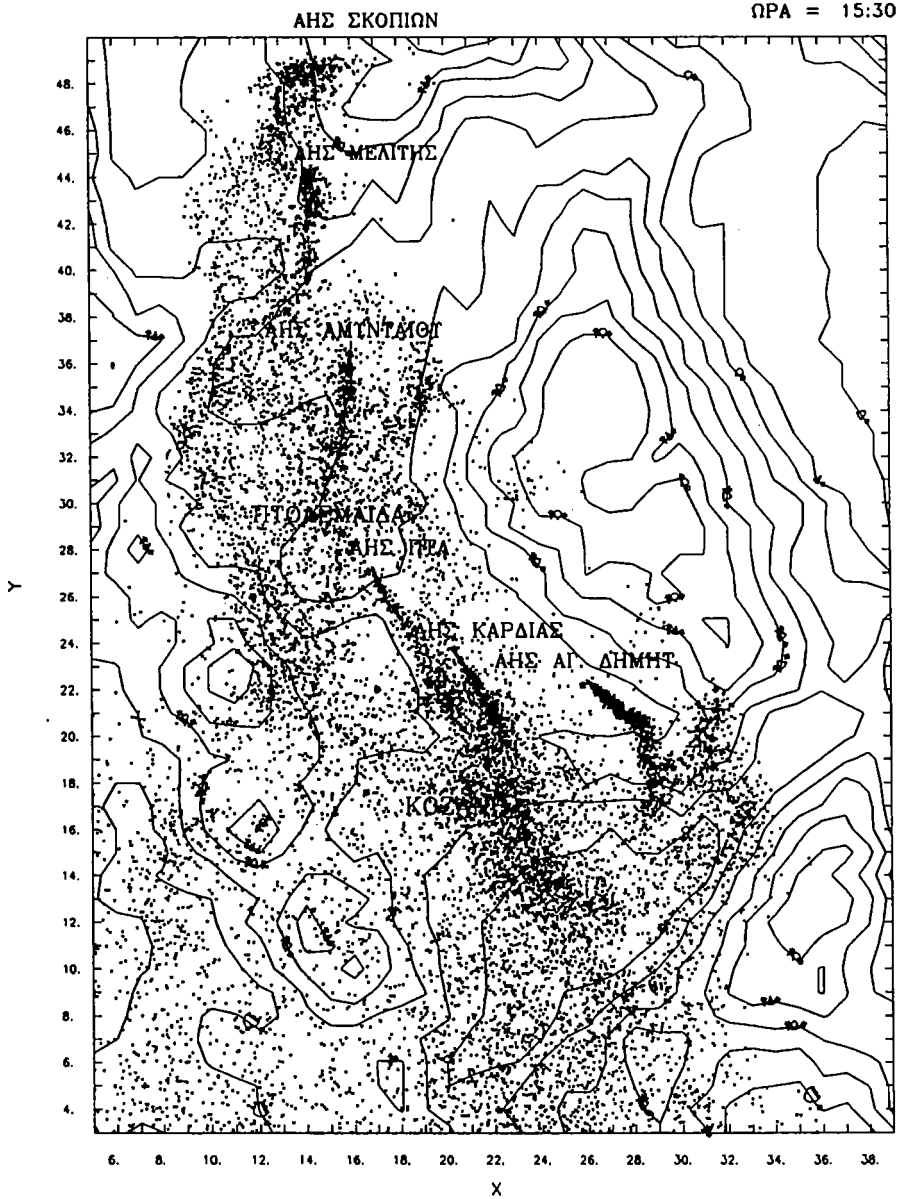 ΑΗΣ ΣΚΟΠΙΩΝ
ΩΡΑ = 15:30
ΑΗΣ ΜΕΛΙΤΗΣ
ΑΗΣ ΑΜΥΝΤΑΙΟΥ
ΠΤΟΛΕΜΑΙΔΑ
ΑΗΣ ΠΤΛ
ΑΗΣ ΚΑΡΔΙΑΣ
ΑΗΣ ΑΓ. ΔΗΜΗΤ.
ΚΟΖΑΝΗ
48.
46.
44.
42.
40.
38.
36.
34.
32.
30.
28.
26.
24.
22.
20.
18.
16.
14.
12.
10.
8.
6.
4.
Y
6. 8. 10. 12. 14. 16. 18. 20. 22. 24. 26. 28. 30. 32. 34. 36. 38.
X